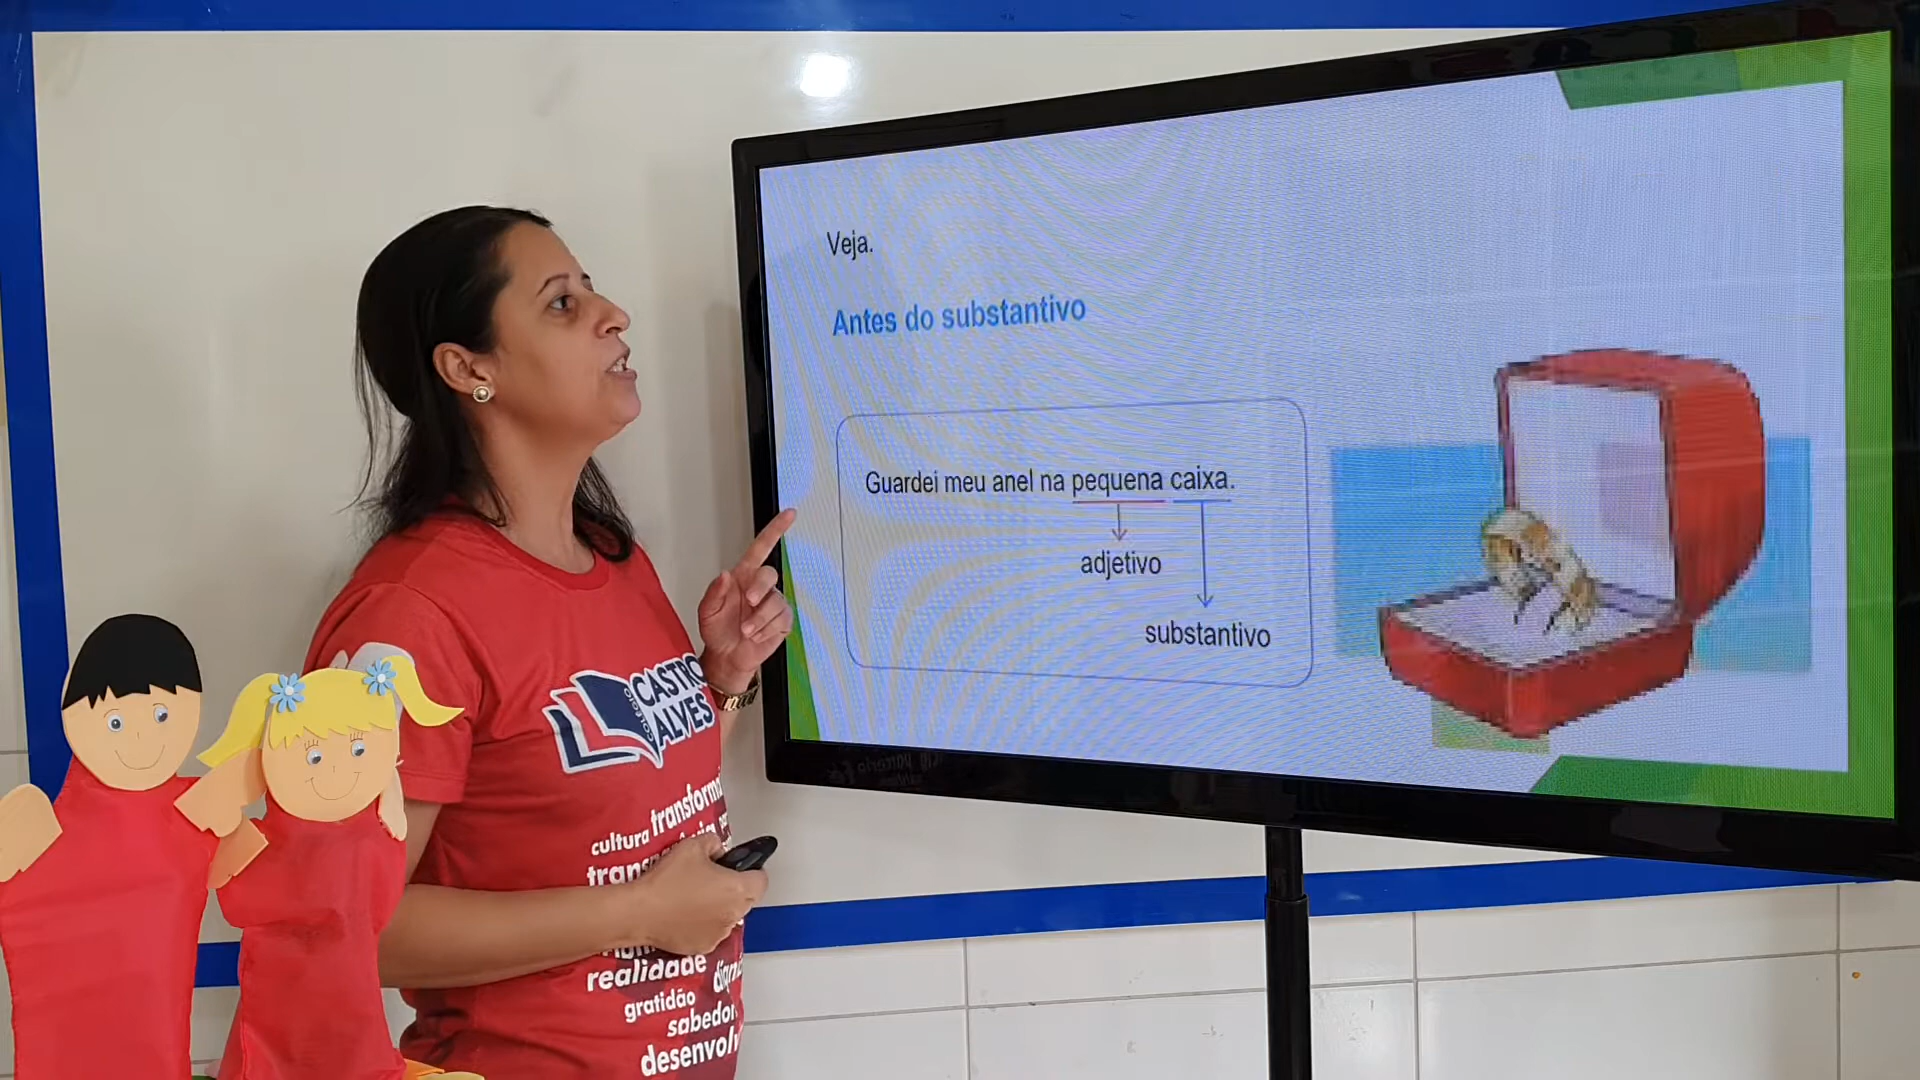 Veja.
Antes do substantivo
Guardei meu anel na pequena caixa.
adjetivo
substantivo
COLÉGIO
CASTRO
ALVES
cultura transforma
realidade
gratidão
sabedor
desenvolv